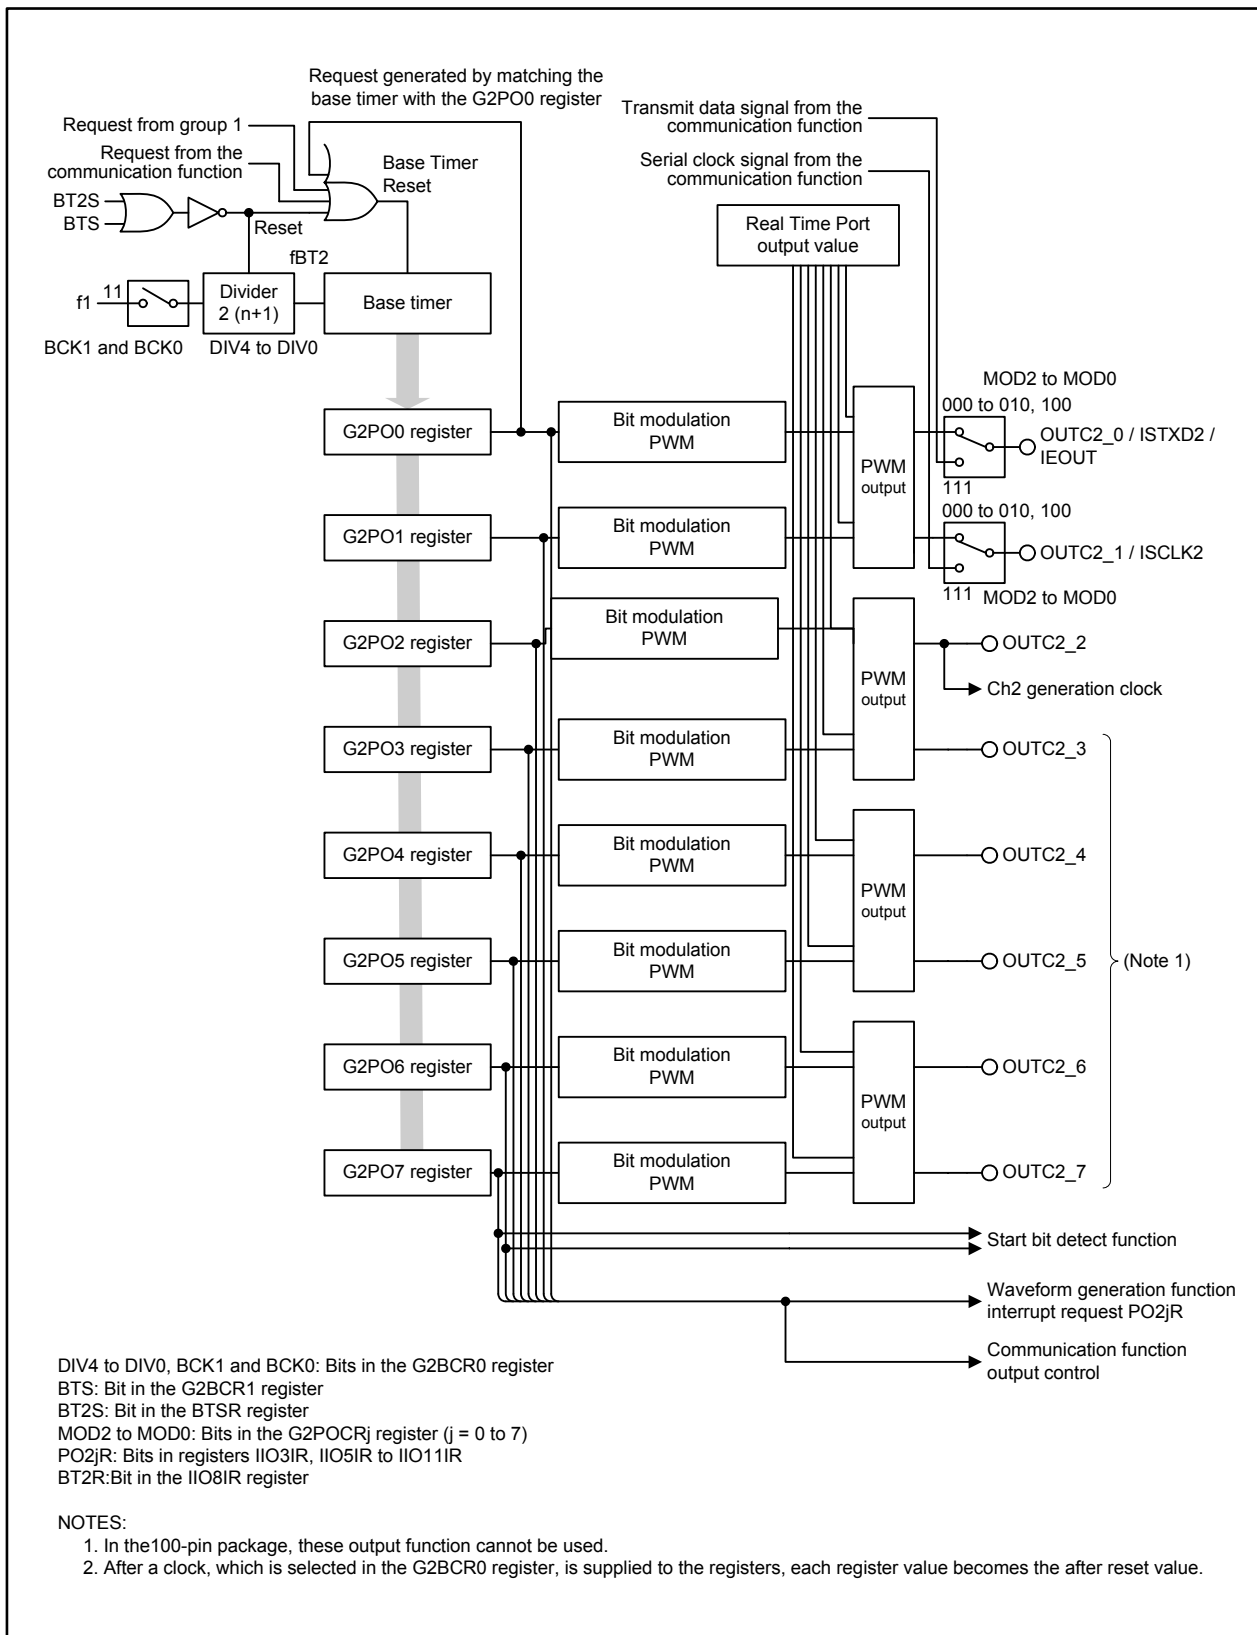 Request generated by matching the
base timer with the G2PO0 register
Request from group 1
Request from the
communication function
BT2S
BTS
Base Timer
Reset
Reset
fBT2
f1
11
Divider
2 (n+1)
Base timer
BCK1 and BCK0
DIV4 to DIV0
Transmit data signal from the
communication function
Serial clock signal from the
communication function
Real Time Port
output value
G2PO0 register
Bit modulation
PWM
PWM
output
MOD2 to MOD0
000 to 010, 100
OUTC2_0 / ISTXD2 /
IEOUT
111
G2PO1 register
Bit modulation
PWM
000 to 010, 100
OUTC2_1 / ISCLK2
111
MOD2 to MOD0
G2PO2 register
Bit modulation
PWM
PWM
output
OUTC2_2
Ch2 generation clock
G2PO3 register
Bit modulation
PWM
OUTC2_3
G2PO4 register
Bit modulation
PWM
PWM
output
OUTC2_4
G2PO5 register
Bit modulation
PWM
OUTC2_5
(Note 1)
G2PO6 register
Bit modulation
PWM
PWM
output
OUTC2_6
G2PO7 register
Bit modulation
PWM
OUTC2_7
Start bit detect function
Waveform generation function
interrupt request PO2jR
Communication function
output control
DIV4 to DIV0, BCK1 and BCK0: Bits in the G2BCR0 register
BTS: Bit in the G2BCR1 register
BT2S: Bit in the BTSR register
MOD2 to MOD0: Bits in the G2POCRj register (j = 0 to 7)
PO2jR: Bits in registers IIO3IR, IIO5IR to IIO11IR
BT2R:Bit in the IIO8IR register
NOTES:
1. In the100-pin package, these output function cannot be used.
2. After a clock, which is selected in the G2BCR0 register, is supplied to the registers, each register value becomes the after reset value.